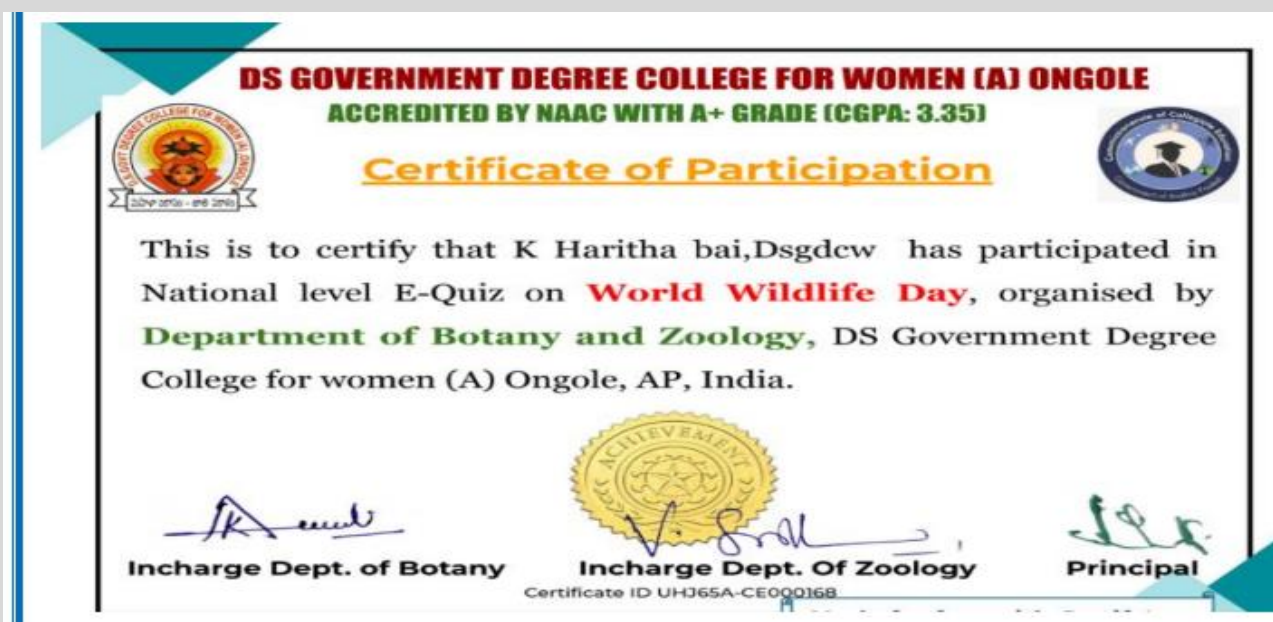 DS GOVERNMENT DEGREE COLLEGE FOR WOMEN (A) ONGOLE
ACCREDITED BY NAAC WITH A+ GRADE (CGPA: 3.35)
Certificate of Participation
This is to certify that K Haritha bai,Dsgdcw has participated in
National level E-Quiz on World Wildlife Day, organised by
Department of Botany and Zoology, DS Government Degree
College for women (A) Ongole, AP, India.
ACHIEVEMENT
Incharge Dept. of Botany
Incharge Dept. Of Zoology
Principal
Certificate ID UHJ65A-CE000168